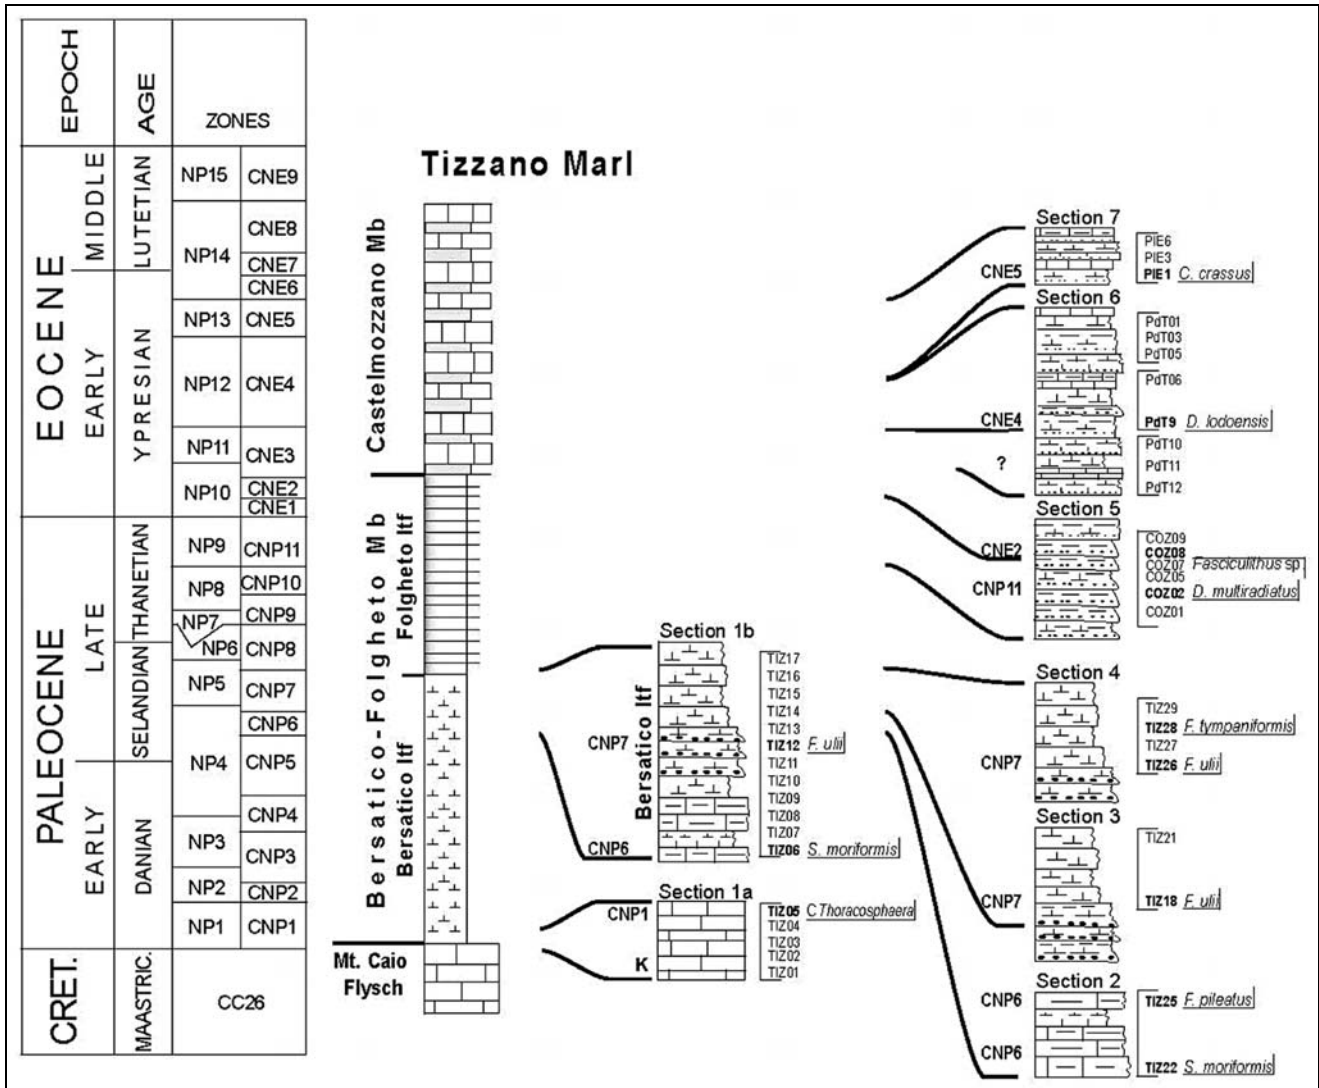 EPOCH
AGE
ZONES
EOCENE
MIDDLE
EARLY
LUTETIAN
YPRESIAN
NP15 CNE9
NP14 CNE8
CNE7
CNE6
NP13 CNE5
NP12 CNE4
NP11 CNE3
NP10 CNE2
CNE1
PALEOCENE
LATE
EARLY
THANETIAN
SELANDIAN
DANIAN
NP9 CNP11
NP8 CNP10
NP7 CNP9
NP6 CNP8
NP5 CNP7
CNP6
NP4 CNP5
CNP4
NP3 CNP3
NP2 CNP2
NP1 CNP1
CRET.
MAASTRIC.
CC26
Tizzano Marl
Castelmozzano Mb
Bersatico-Folgheto Mb
Folgheto ltf
Bersatico ltf
Mt. Caio
Flysch
Section 1b
Bersatico ltf
CNP7
CNP6
TIZ17
TIZ16
TIZ15
TIZ14
TIZ13
TIZ12 F. ulii
TIZ11
TIZ10
TIZ09
TIZ08
TIZ07
TIZ06 S. moriformis
Section 1a
CNP1
K
TIZ05 C Thoracosphaera
TIZ04
TIZ03
TIZ02
TIZ01
Section 7
CNE5
PIE6
PIE3
PIE1 C. crassus
Section 6
CNE4
?
PdT01
PdT03
PdT05
PdT06
PdT9 D. lodoensis
PdT10
PdT11
PdT12
Section 5
CNE2
CNP11
COZ09
COZ08
COZ07 Fasciculithus sp.
COZ05
COZ02 D. multiradiatus
COZ01
Section 4
CNP7
TIZ29
TIZ28 F. tympaniformis
TIZ27
TIZ26 F. ulii
Section 3
CNP7
TIZ21
TIZ18 F. ulii
Section 2
CNP6
CNP6
TIZ25 F. pileatus
TIZ22 S. moriformis